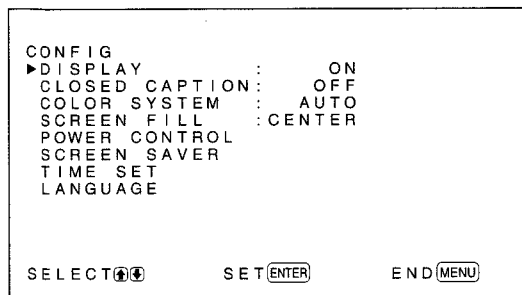 CONFIG
▶DISPLAY : ON
CLOSED CAPTION: OFF
COLOR SYSTEM : AUTO
SCREEN FILL :CENTER
POWER CONTROL
SCREEN SAVER
TIME SET
LANGUAGE
SELECT⬆⬇ SET ENTER END MENU